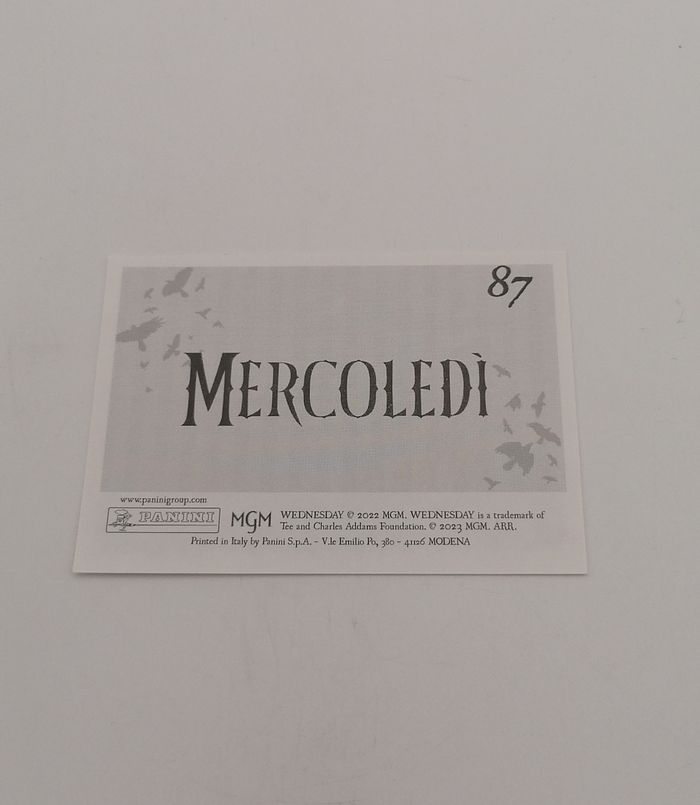 87
MERCOLEDÌ
www.paninigroup.com
PANINI
MGM
WEDNESDAY © 2022 MGM. WEDNESDAY is a trademark of
Tee and Charles Addams Foundation. © 2023 MGM. ARR.
Printed in Italy by Panini S.p.A. - V.le Emilio Po, 380 - 41126 MODENA